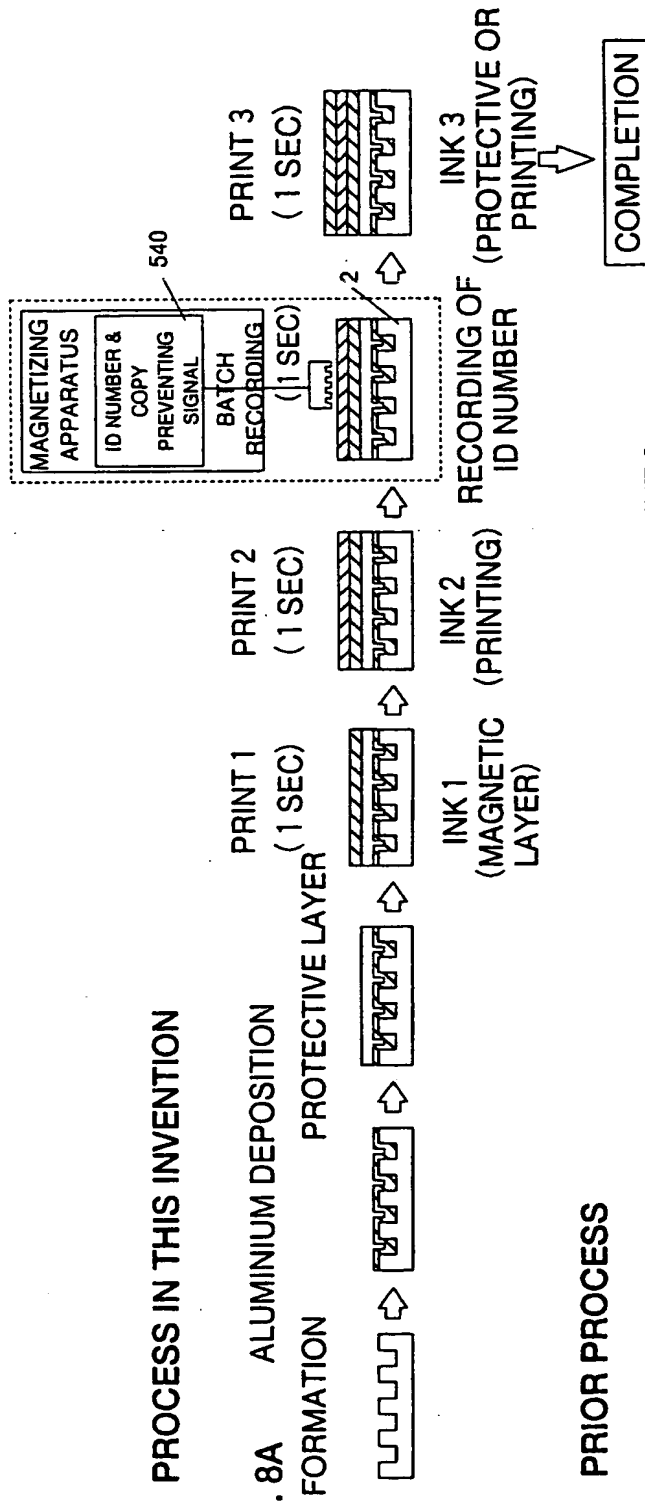 PROCESS IN THIS INVENTION
. 8A
FORMATION
ALUMINIUM DEPOSITION
PROTECTIVE LAYER
PRINT 1
(1 SEC)
INK 1
(MAGNETIC
LAYER)
PRINT 2
(1 SEC)
INK 2
(PRINTING)
MAGNETIZING
APPARATUS
ID NUMBER &
COPY
PREVENTING
SIGNAL
540
BATCH
RECORDING
(1 SEC)
2
RECORDING OF
ID NUMBER
PRINT 3
(1 SEC)
INK 3
(PROTECTIVE OR
PRINTING)
COMPLETION
PRIOR PROCESS